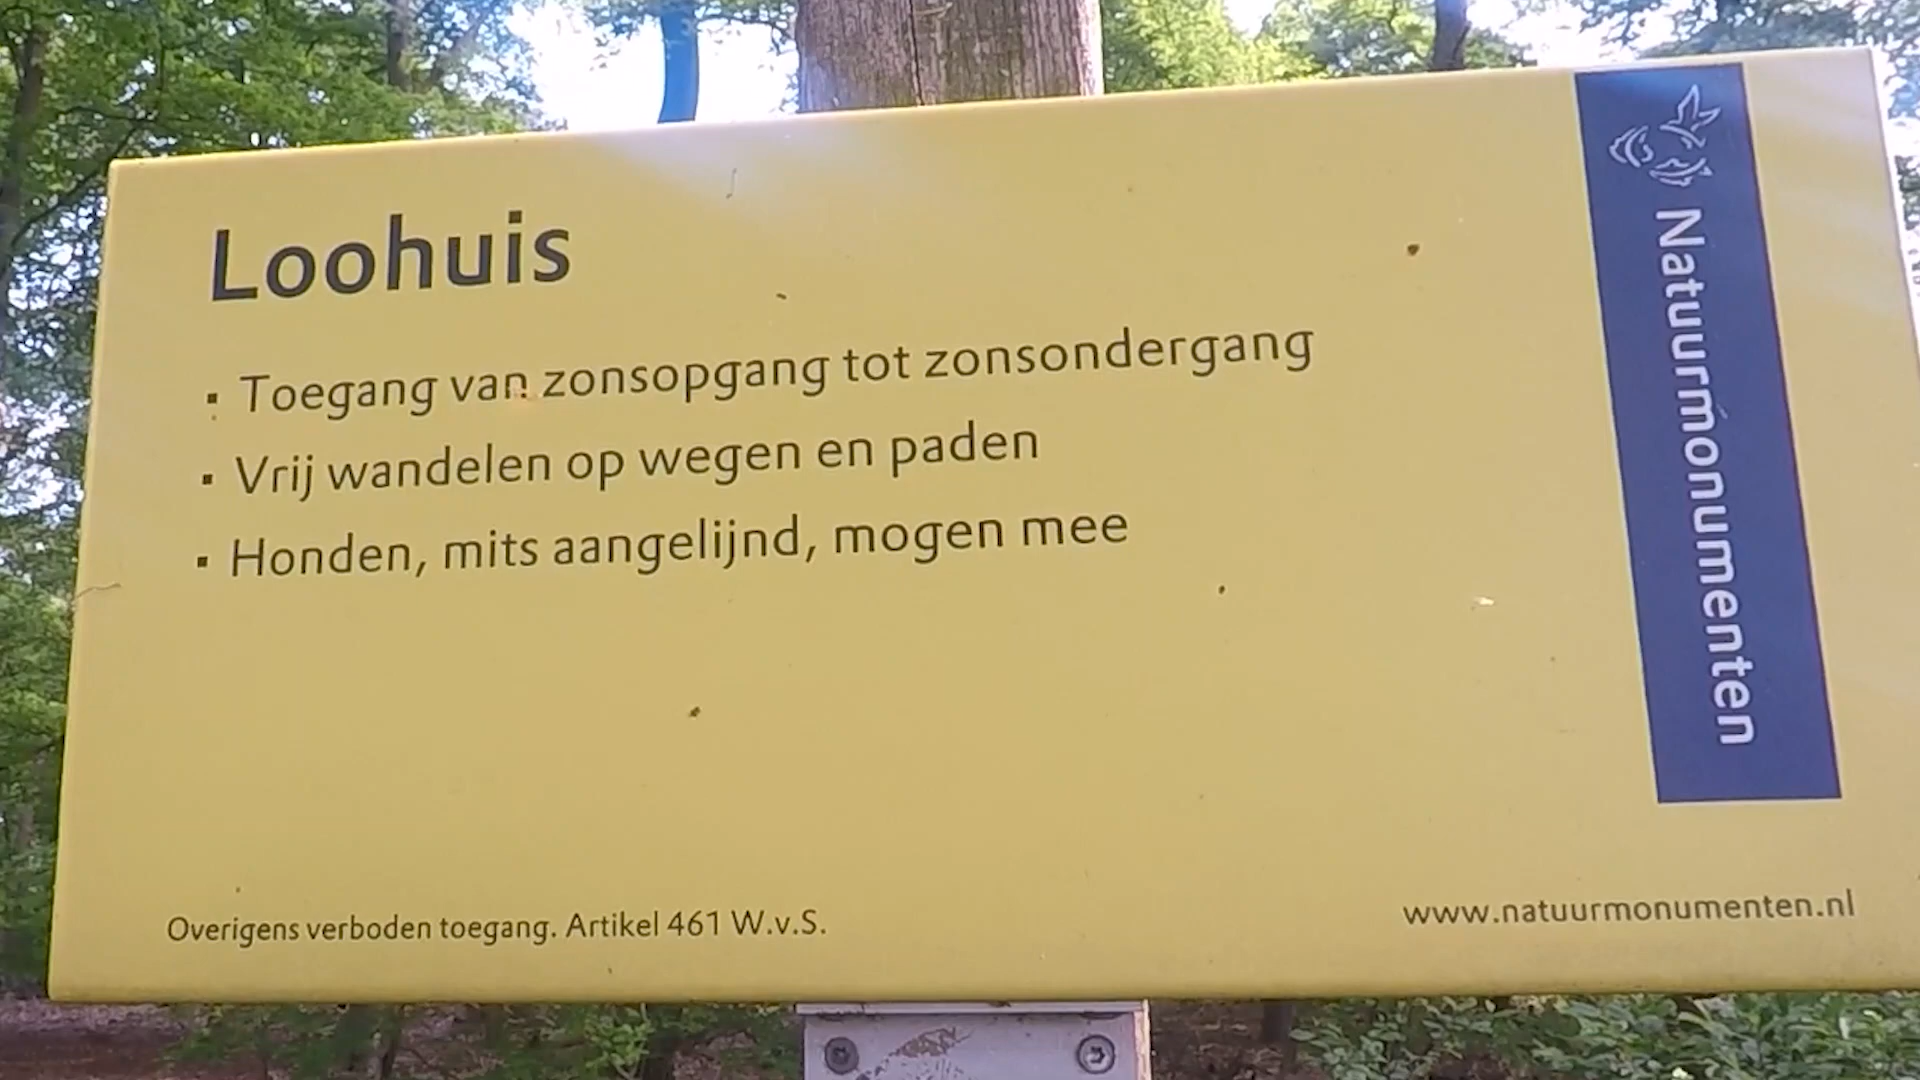 Loohuis
▪ Toegang van zonsopgang tot zonsondergang
▪ Vrij wandelen op wegen en paden
▪ Honden, mits aangelijnd, mogen mee
Natuurmonumenten
Overigens verboden toegang. Artikel 461 W.v.S.
www.natuurmonumenten.nl